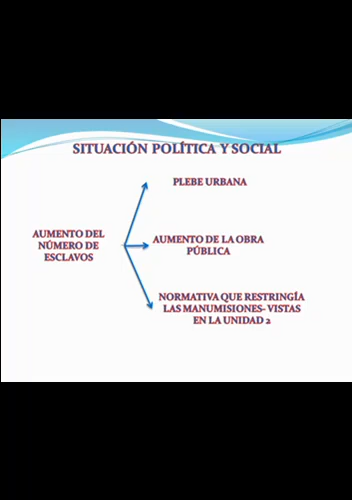 SITUACIÓN POLÍTICA Y SOCIAL
PLEBE URBANA
AUMENTO DEL
NÚMERO DE
ESCLAVOS
AUMENTO DE LA OBRA
PÚBLICA
NORMATIVA QUE RESTRINGÍA
LAS MANUMISIONES- VISTAS
EN LA UNIDAD 2